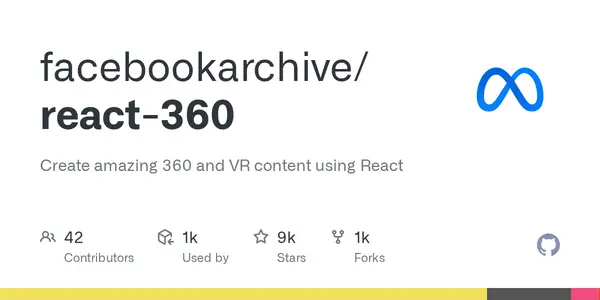 facebookarchive/
react-360
Create amazing 360 and VR content using React
42 1k 9k 1k
Contributors Used by Stars Forks